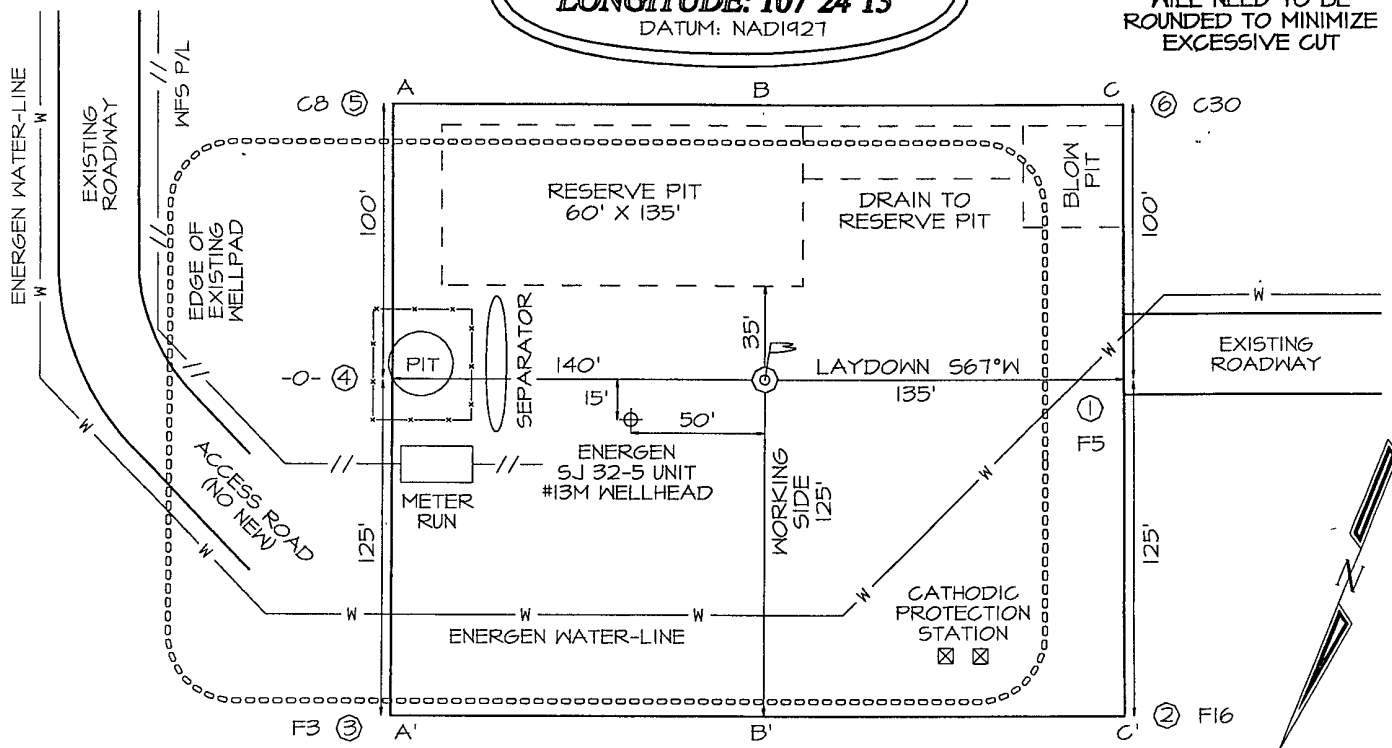 LONGITUDE: 107°24'13"
DATUM: NAD1927
WILL NEED TO BE
ROUNDED TO MINIMIZE
EXCESSIVE CUT
ENERGEN WATER-LINE
EXISTING
ROADWAY
WFS P/L
EDGE OF
EXISTING
WELLPAD
C8 5
A
B
C
6 C30
100'
RESERVE PIT
60' X 135'
DRAIN TO
RESERVE PIT
BLOW
PIT
100'
SEPARATOR
35'
W
EXISTING
ROADWAY
-0- 4
PIT
140'
LAYDOWN S67°W
135'
15'
50'
1
F5
ENERGEN
SJ 32-5 UNIT
#13M WELLHEAD
METER
RUN
ACCESS ROAD
(NO NEW)
125'
WORKING
SIDE
125'
125'
W
W
W
W
W
W
W
W
W
W
CATHODIC
PROTECTION
STATION
ENERGEN WATER-LINE
N
F3 3
A'
B'
C'
2 F16